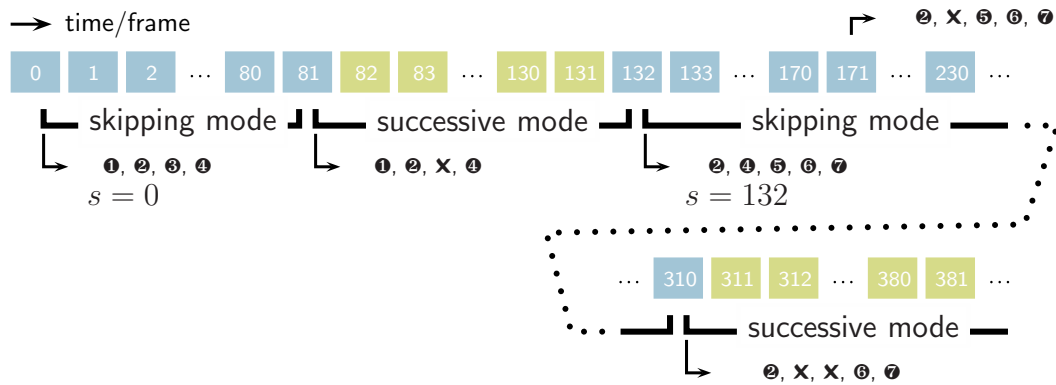 time/frame
❷, ✗, ❺, ❻, ❼
0 1 2 ... 80 81 82 83 ... 130 131 132 133 ... 170 171 ... 230 ...
skipping mode successive mode skipping mode
❶, ❷, ❸, ❹ ❶, ❷, ✗, ❹ ❷, ❹, ❺, ❻, ❼
s = 0 s = 132
... 310 311 312 ... 380 381 ...
successive mode
❷, ✗, ✗, ❻, ❼